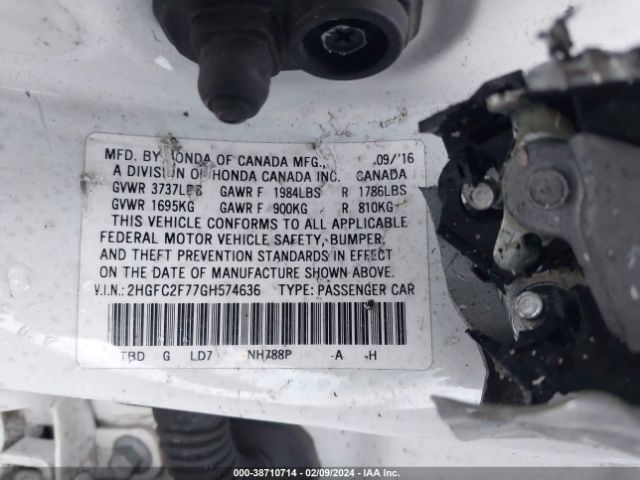 MFD. BY HONDA OF CANADA MFG., 09/'16
A DIVISION OF HONDA CANADA INC. CANADA
GVWR 3737LBS GAWR F 1984LBS R 1786LBS
GVWR 1695KG GAWR F 900KG R 810KG
THIS VEHICLE CONFORMS TO ALL APPLICABLE
FEDERAL MOTOR VEHICLE SAFETY, BUMPER,
AND THEFT PREVENTION STANDARDS IN EFFECT
ON THE DATE OF MANUFACTURE SHOWN ABOVE.
V.I.N.: 2HGFC2F77GH574636 TYPE: PASSENGER CAR
TBD G LD7 NH788P -A -H
000-38710714 - 02/09/2024 - IAA Inc.